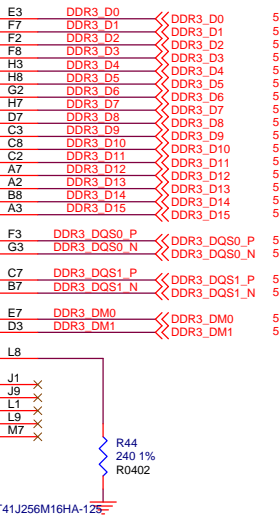 E3 DDR3_D0 DDR3_D0 5
F7 DDR3_D1 DDR3_D1 5
F2 DDR3_D2 DDR3_D2 5
F8 DDR3_D3 DDR3_D3 5
H3 DDR3_D4 DDR3_D4 5
H8 DDR3_D5 DDR3_D5 5
G2 DDR3_D6 DDR3_D6 5
H7 DDR3_D7 DDR3_D7 5
D7 DDR3_D8 DDR3_D8 5
C3 DDR3_D9 DDR3_D9 5
C8 DDR3_D10 DDR3_D10 5
C2 DDR3_D11 DDR3_D11 5
A7 DDR3_D12 DDR3_D12 5
A2 DDR3_D13 DDR3_D13 5
B8 DDR3_D14 DDR3_D14 5
A3 DDR3_D15 DDR3_D15 5
F3 DDR3_DQS0_P DDR3_DQS0_P 5
G3 DDR3_DQS0_N DDR3_DQS0_N 5
C7 DDR3_DQS1_P DDR3_DQS1_P 5
B7 DDR3_DQS1_N DDR3_DQS1_N 5
E7 DDR3_DM0 DDR3_DM0 5
D3 DDR3_DM1 DDR3_DM1 5
L8
J1
J9
L1
L9
M7
R44
240 1%
R0402
T41J256M16HA-125